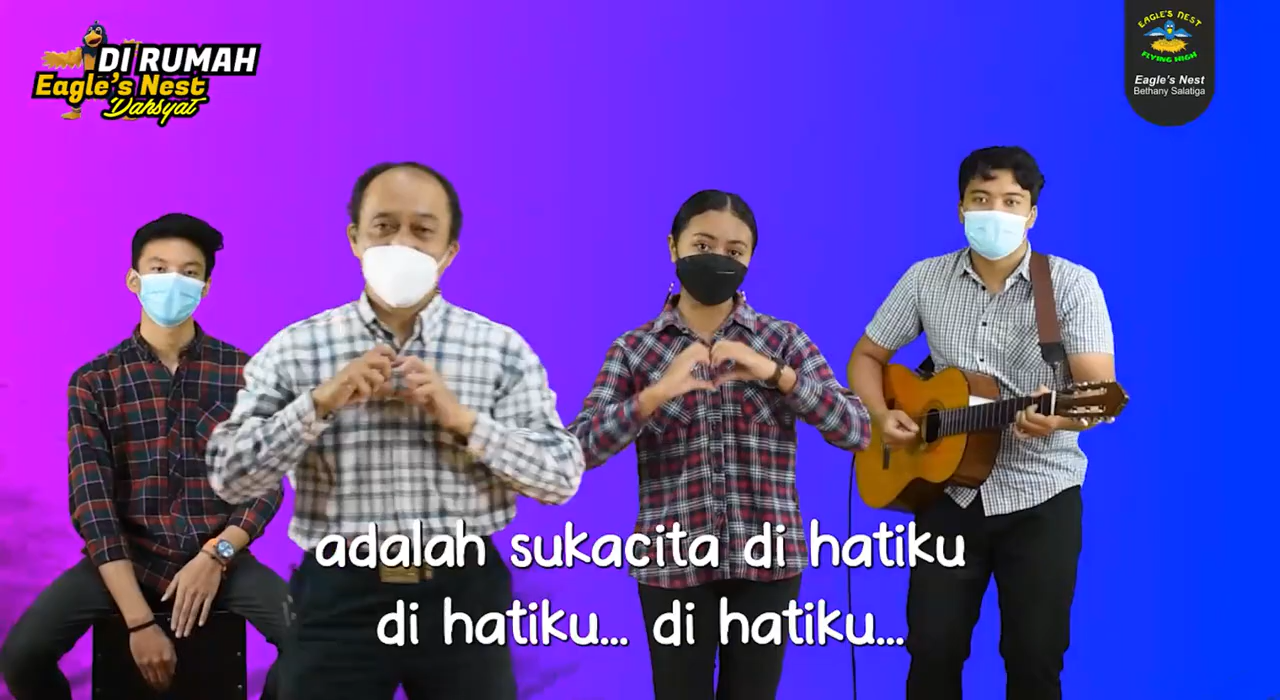 DI RUMAH
Eagle's Nest
Dahsyat
EAGLE'S NEST
FLYING HIGH
Eagle's Nest
Bethany Salatiga
adalah sukacita di hatiku
di hatiku... di hatiku...